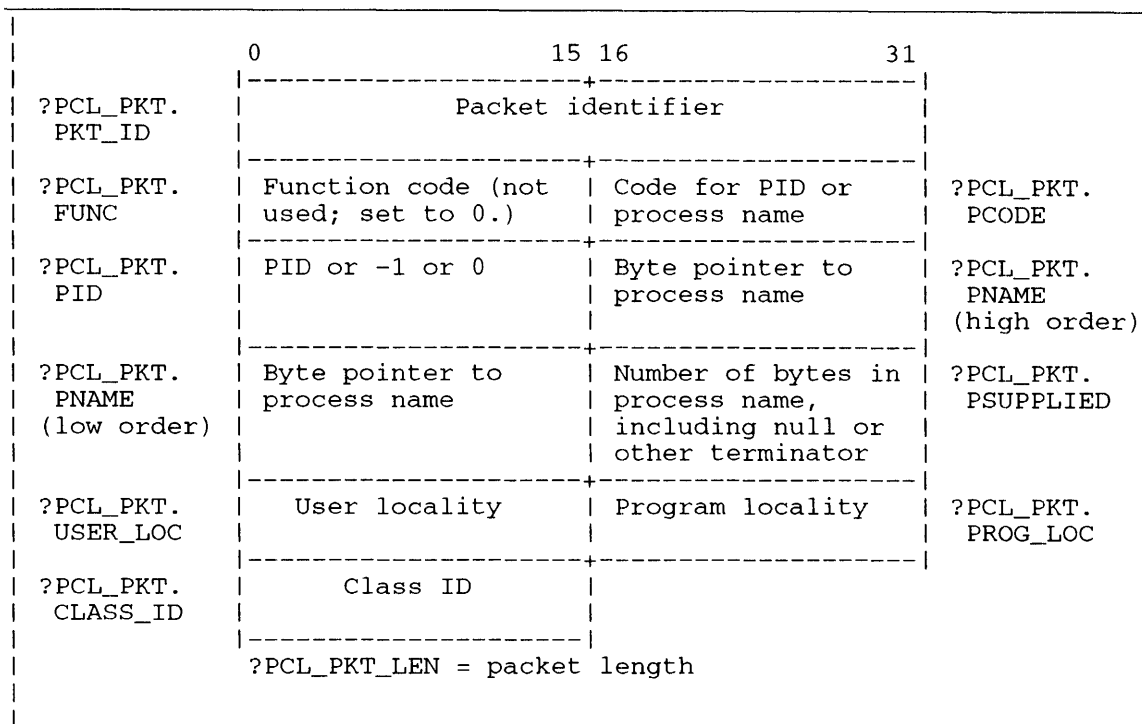 0 15 16 31
?PCL_PKT. Packet identifier
PKT_ID
?PCL_PKT. Function code (not Code for PID or ?PCL_PKT.
FUNC used; set to 0.) process name PCODE
?PCL_PKT. PID or -1 or 0 Byte pointer to ?PCL_PKT.
PID process name PNAME
(high order)
?PCL_PKT. Byte pointer to Number of bytes in ?PCL_PKT.
PNAME process name process name, PSUPPLIED
(low order) including null or
other terminator
?PCL_PKT. User locality Program locality ?PCL_PKT.
USER_LOC PROG_LOC
?PCL_PKT. Class ID
CLASS_ID
?PCL_PKT_LEN = packet length